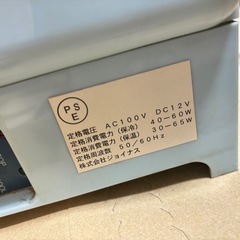 PSE
定格電圧 AC100V DC12V
定格消費電力(保冷) 40−60W
定格消費電力(保温) 30−65W
定格周波数 50/60Hz
株式会社ジョイナス